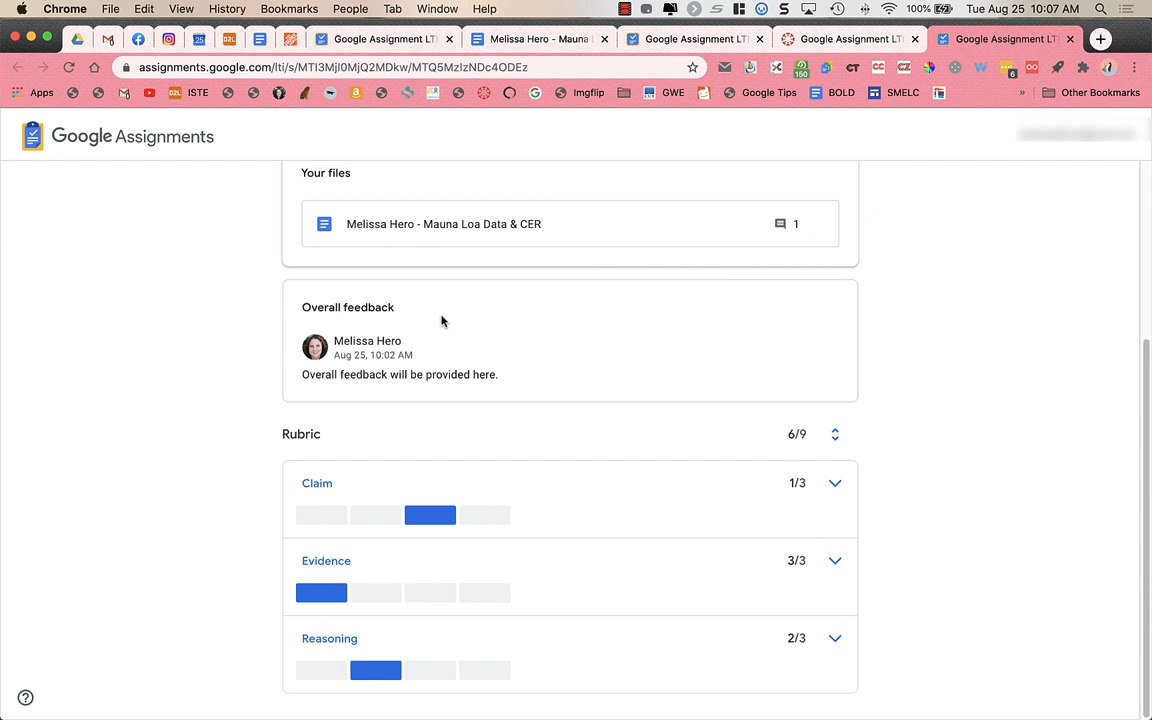 Chrome File Edit View History Bookmarks People Tab Window Help 100% Tue Aug 25 10:07 AM
Google Assignment LTI Melissa Hero - Mauna Google Assignment LTI Google Assignment LTI Google Assignment LTI
assignments.google.com/lti/s/MTI3MjI0MjQ2MDkw/MTQ5MzIzNDc4ODEz
Apps ISTE Imgflip GWE Google Tips BOLD SMELC » Other Bookmarks
Google Assignments
Your files
Melissa Hero - Mauna Loa Data & CER 1
Overall feedback
Melissa Hero
Aug 25, 10:02 AM
Overall feedback will be provided here.
Rubric 6/9
Claim 1/3
Evidence 3/3
Reasoning 2/3